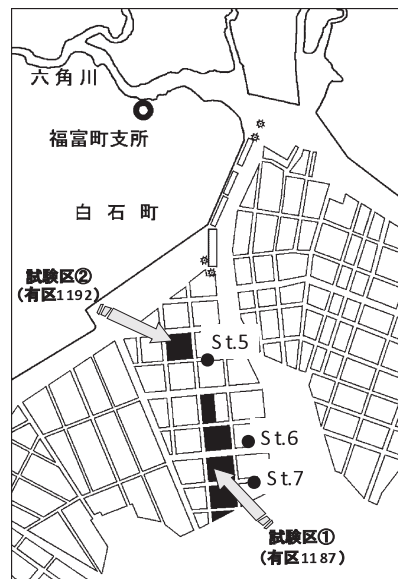 六角川
福富町支所
白石町
試験区②
(有区1192)
St.5
St.6
St.7
試験区①
(有区1187)